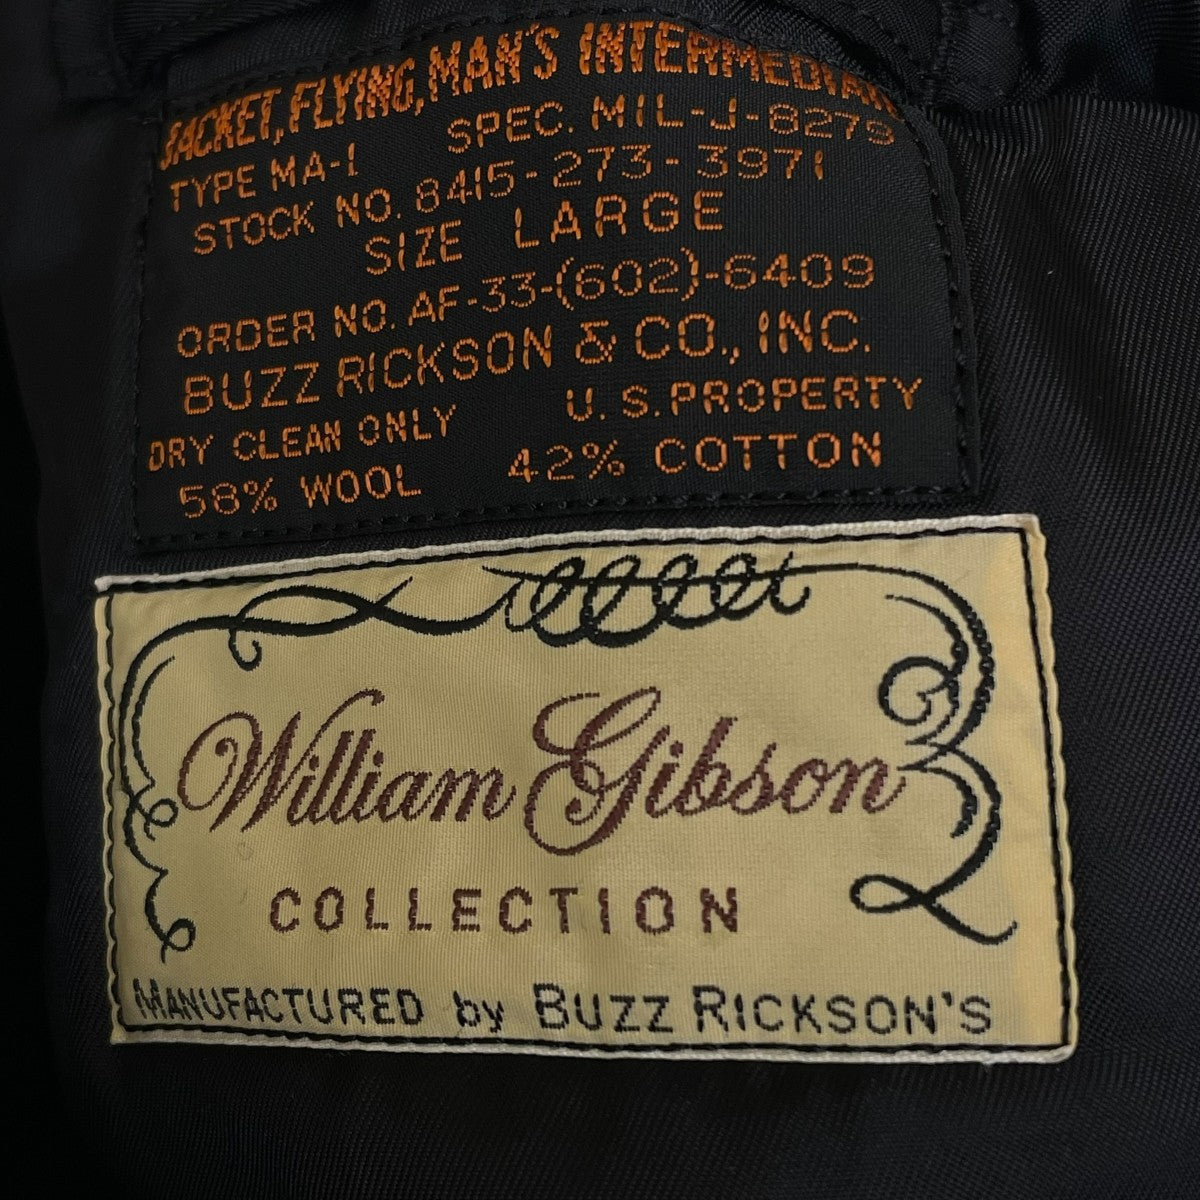 JACKET, FLYING, MAN'S INTERMEDIATE
TYPE MA-1 SPEC. MIL-J-8279
STOCK NO. 8415-273-3971
SIZE LARGE
ORDER NO. AF-33-(602)-6409
BUZZ RICKSON & CO., INC.
DRY CLEAN ONLY U.S. PROPERTY
58% WOOL 42% COTTON
William Gibson
COLLECTION
MANUFACTURED by BUZZ RICKSON'S